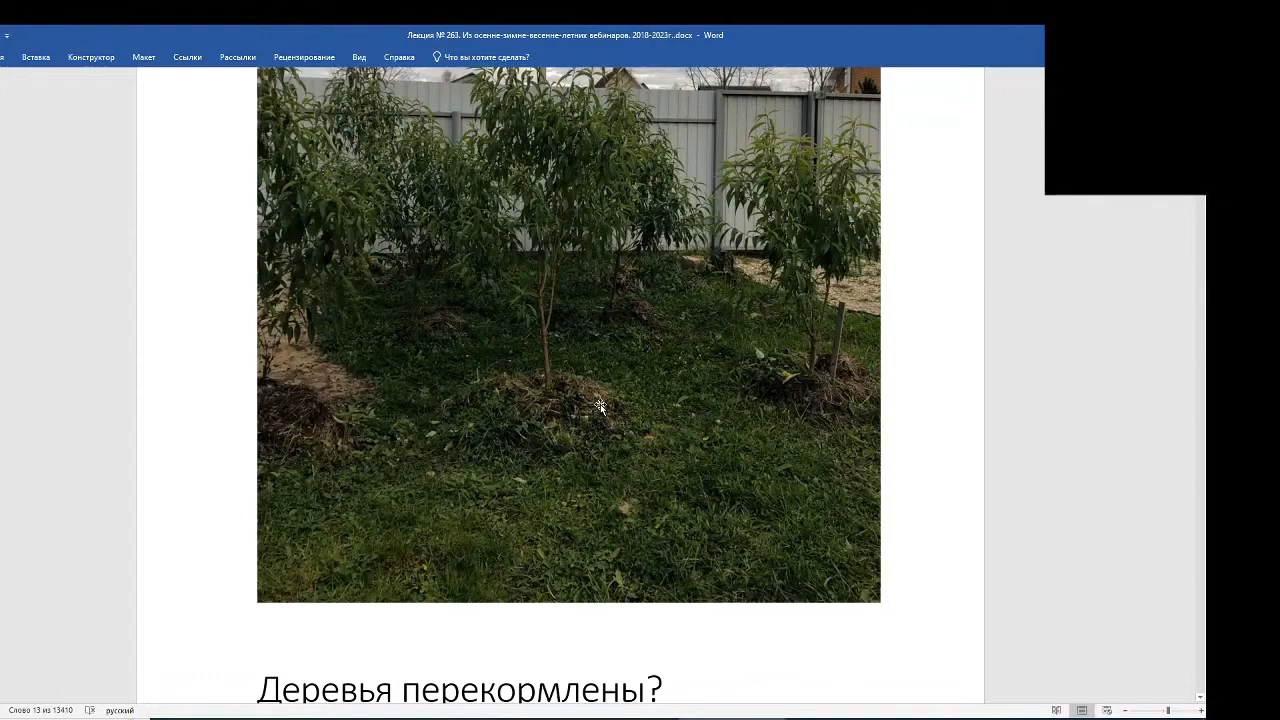 Лекция № 263. Из осенне-зимне-весенне-летних вебинаров. 2018-2023г..docx - Word
я Вставка Конструктор Макет Ссылки Рассылки Рецензирование Вид Справка Что вы хотите сделать?
Деревья перекормлены?
Слово 13 из 13410 русский